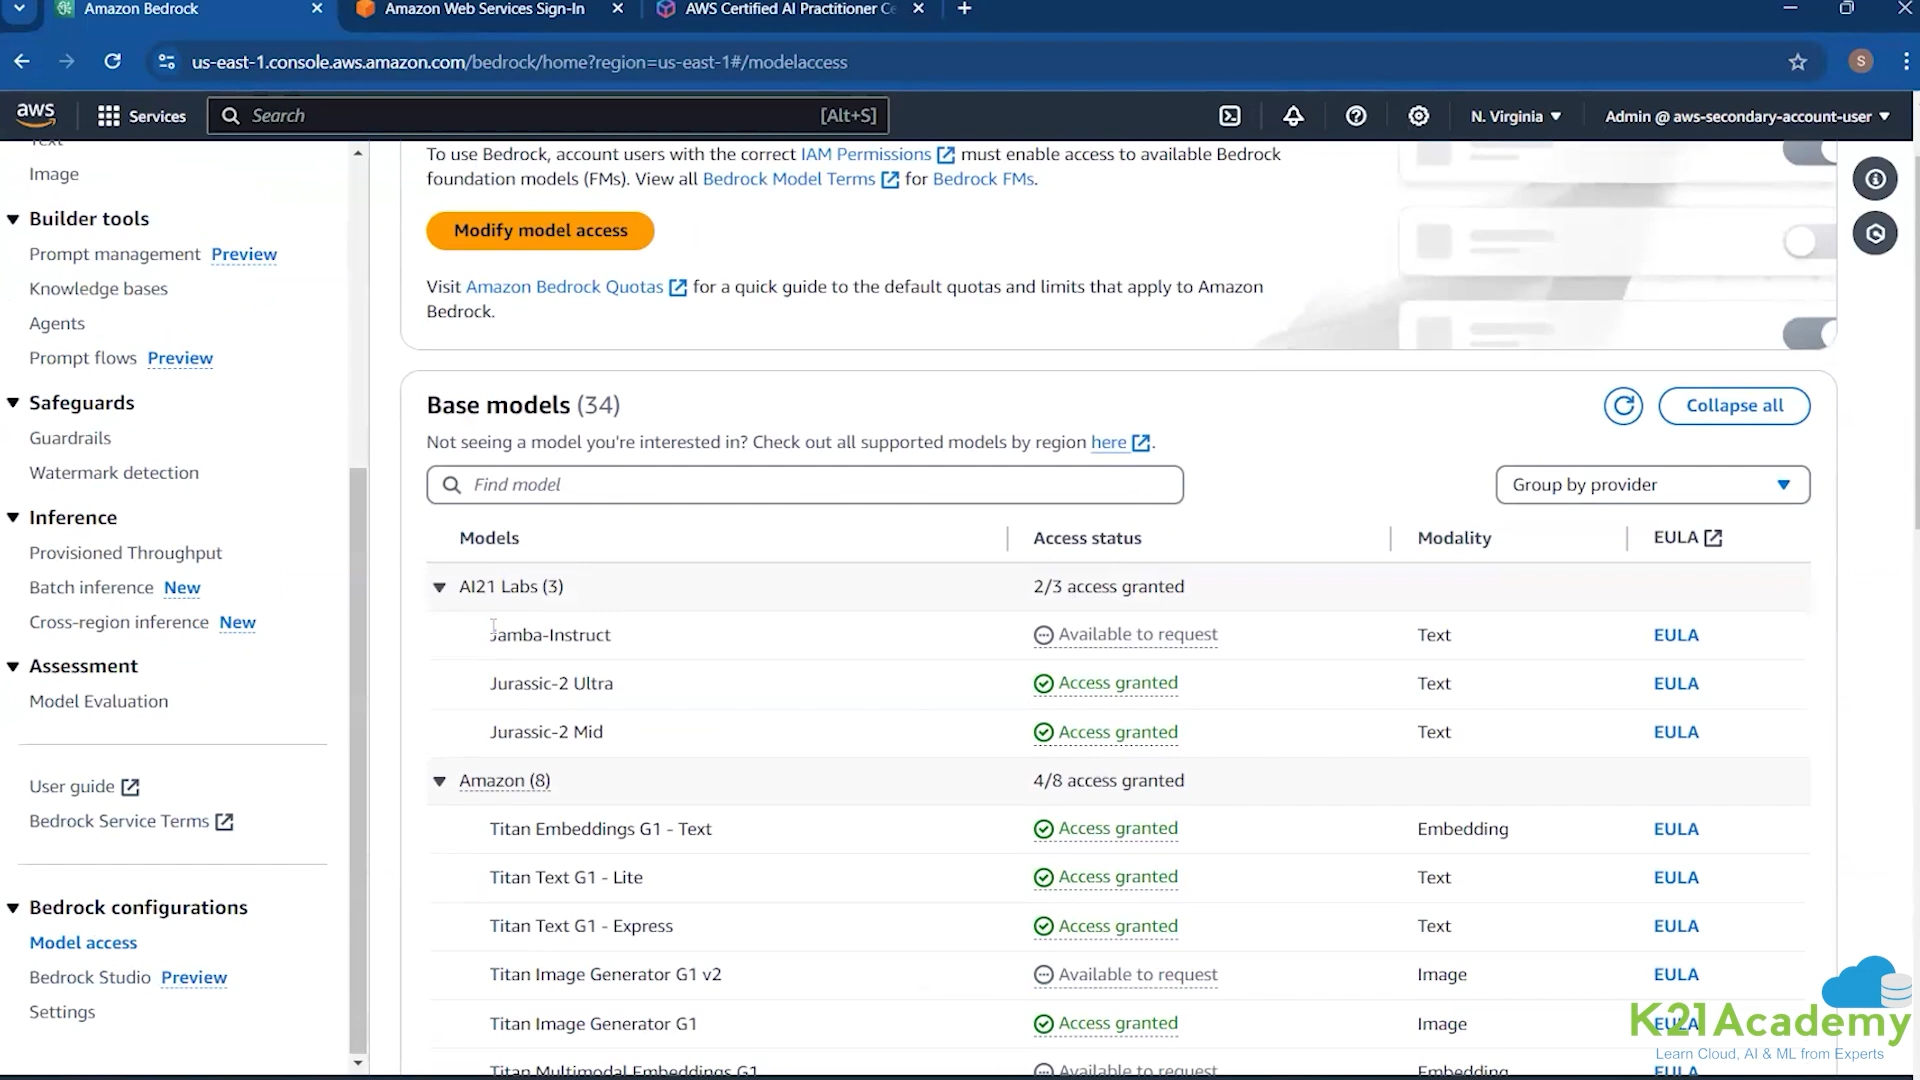 Amazon Bedrock
Amazon Web Services Sign-In
AWS Certified AI Practitioner Ce
us-east-1.console.aws.amazon.com/bedrock/home?region=us-east-1#/modelaccess
S
aws
Services
Search
[Alt+S]
N. Virginia
Admin @ aws-secondary-account-user
Text
Image
Builder tools
Prompt management Preview
Knowledge bases
Agents
Prompt flows Preview
Safeguards
Guardrails
Watermark detection
Inference
Provisioned Throughput
Batch inference New
Cross-region inference New
Assessment
Model Evaluation
User guide
Bedrock Service Terms
Bedrock configurations
Model access
Bedrock Studio Preview
Settings
To use Bedrock, account users with the correct IAM Permissions must enable access to available Bedrock
foundation models (FMs). View all Bedrock Model Terms for Bedrock FMs.
Modify model access
Visit Amazon Bedrock Quotas for a quick guide to the default quotas and limits that apply to Amazon
Bedrock.
Base models (34)
Collapse all
Not seeing a model you're interested in? Check out all supported models by region here.
Find model
Group by provider
Models Access status Modality EULA
AI21 Labs (3) 2/3 access granted
Jamba-Instruct Available to request Text EULA
Jurassic-2 Ultra Access granted Text EULA
Jurassic-2 Mid Access granted Text EULA
Amazon (8) 4/8 access granted
Titan Embeddings G1 - Text Access granted Embedding EULA
Titan Text G1 - Lite Access granted Text EULA
Titan Text G1 - Express Access granted Text EULA
Titan Image Generator G1 v2 Available to request Image EULA
Titan Image Generator G1 Access granted Image EULA
Titan Multimodal Embeddings G1 Available to request Embedding EULA
K21Academy
Learn Cloud, AI & ML from Experts